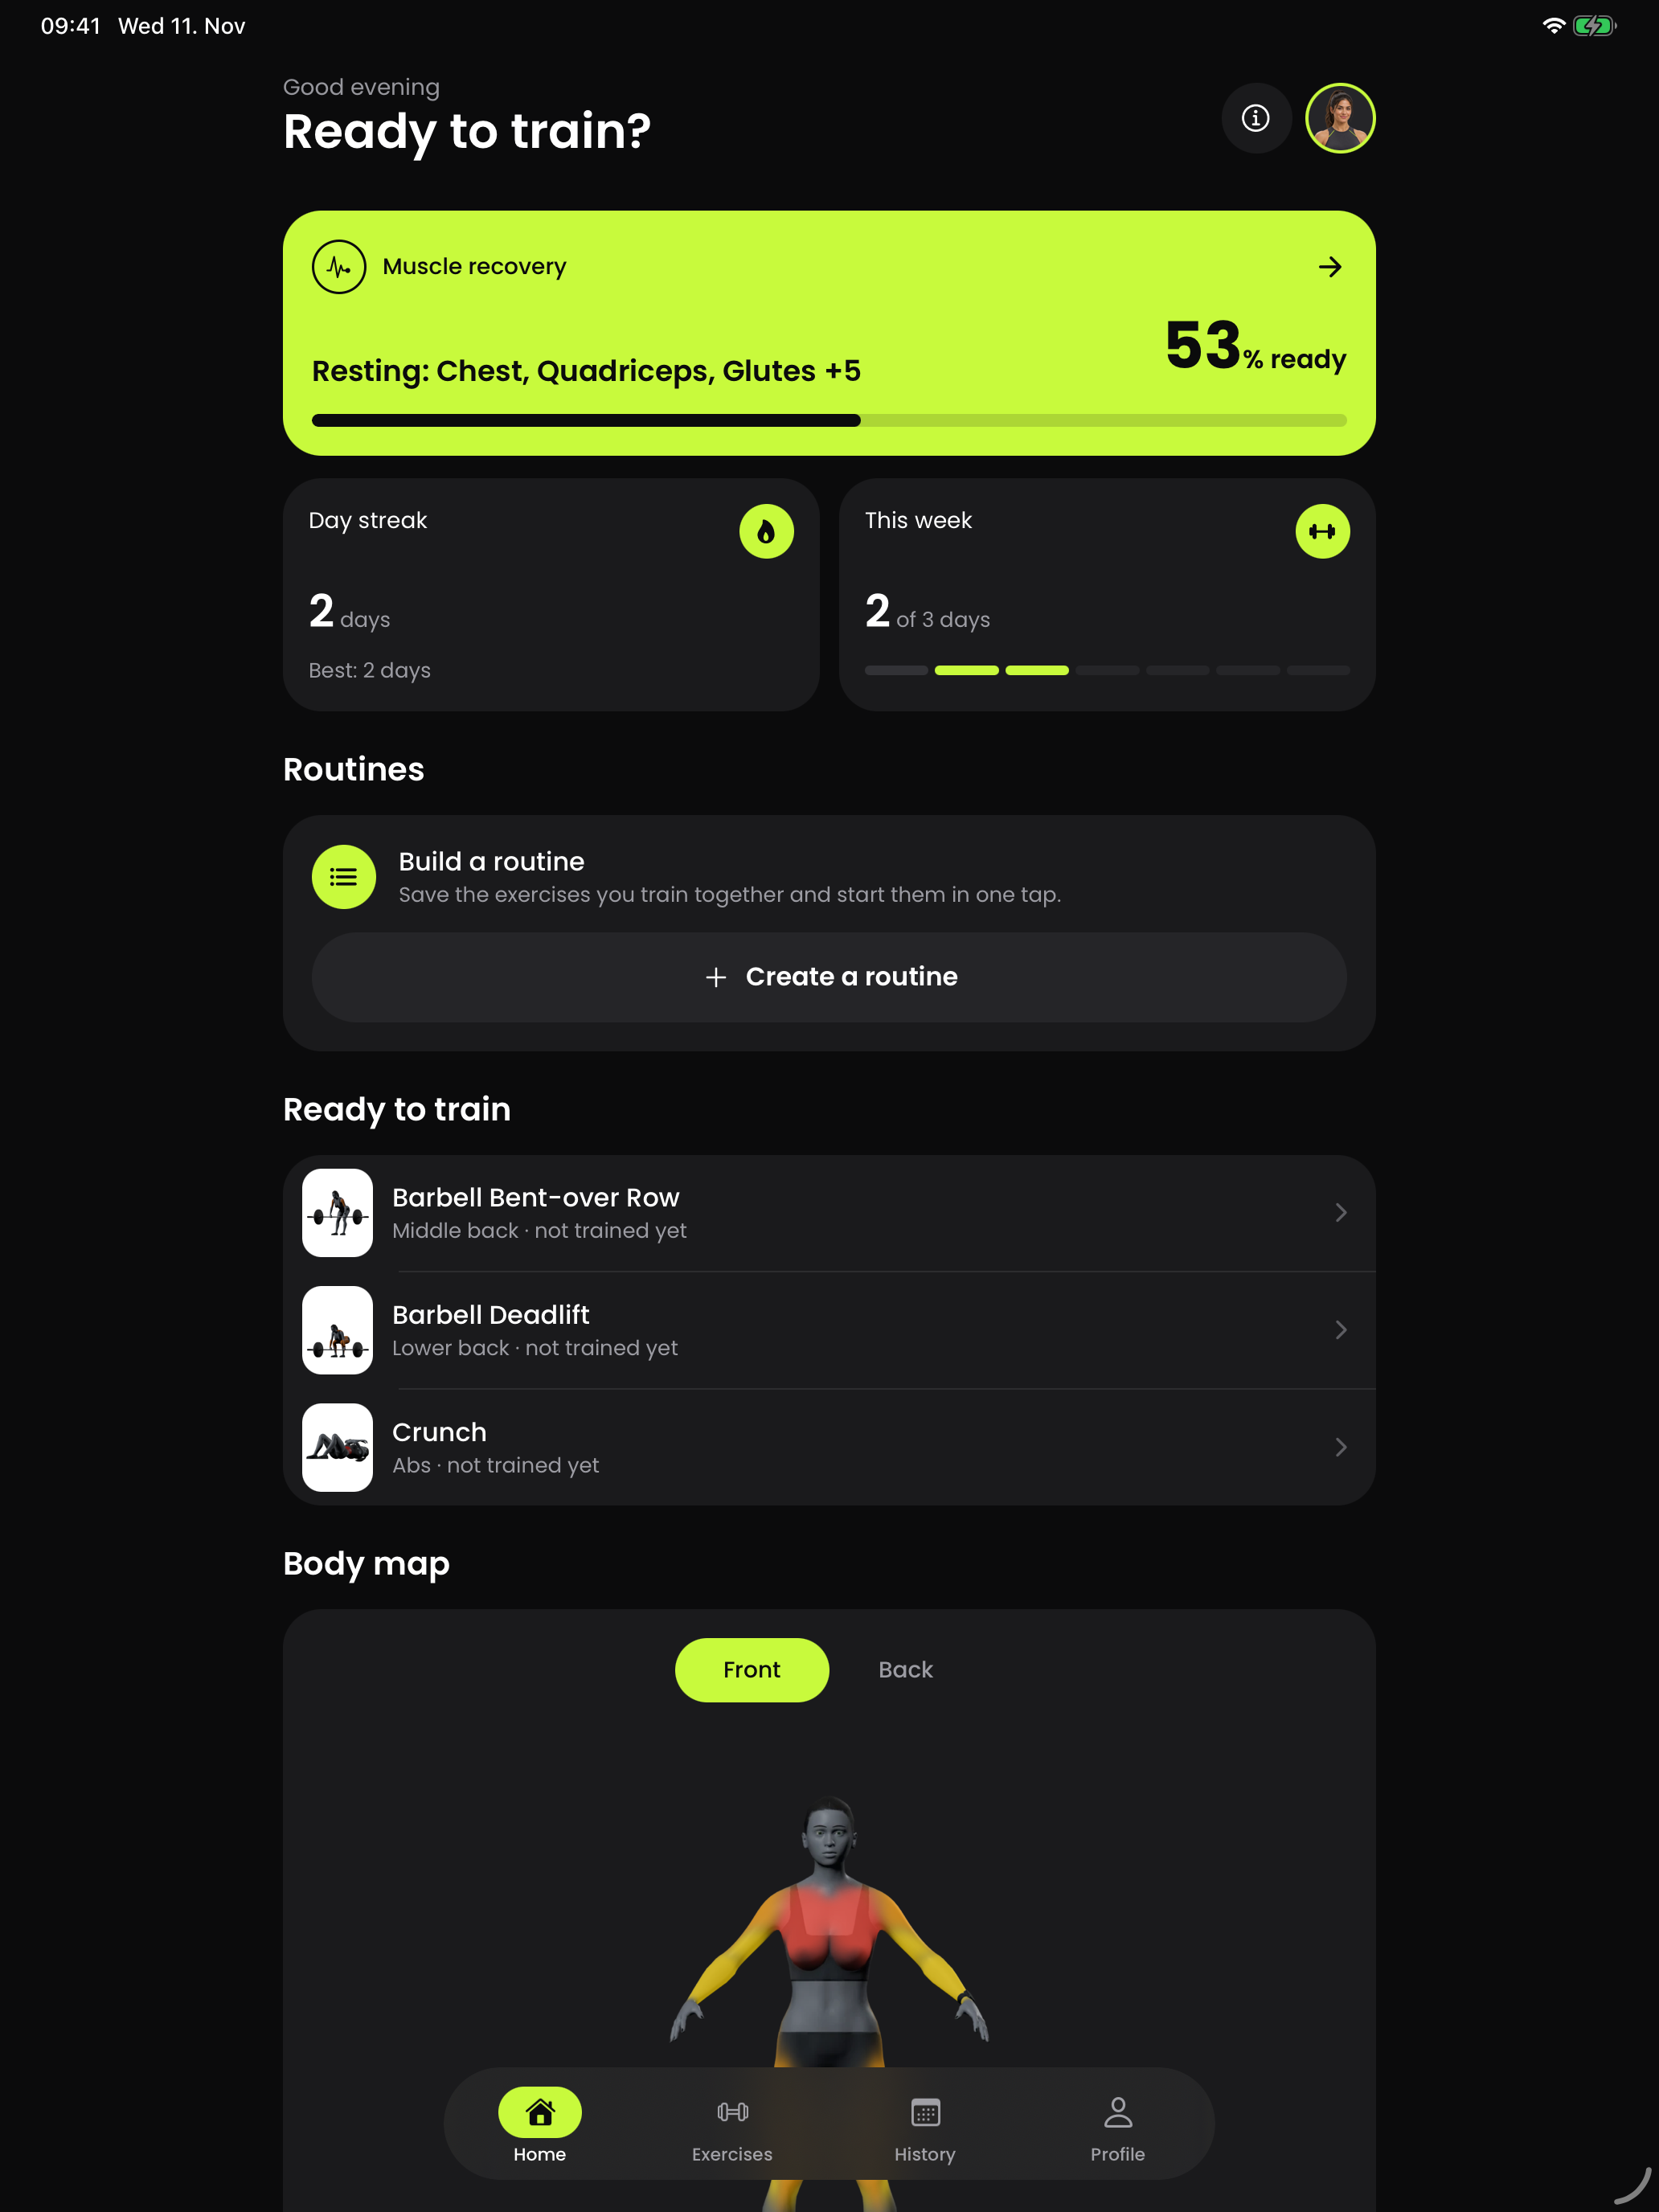 09:41 Wed 11. Nov
Good evening
Ready to train?
Muscle recovery
Resting: Chest, Quadriceps, Glutes +5
53% ready
Day streak
2 days
Best: 2 days
This week
2 of 3 days
Routines
Build a routine
Save the exercises you train together and start them in one tap.
Create a routine
Ready to train
Barbell Bent-over Row
Middle back · not trained yet
Barbell Deadlift
Lower back · not trained yet
Crunch
Abs · not trained yet
Body map
Front Back
Home Exercises History Profile